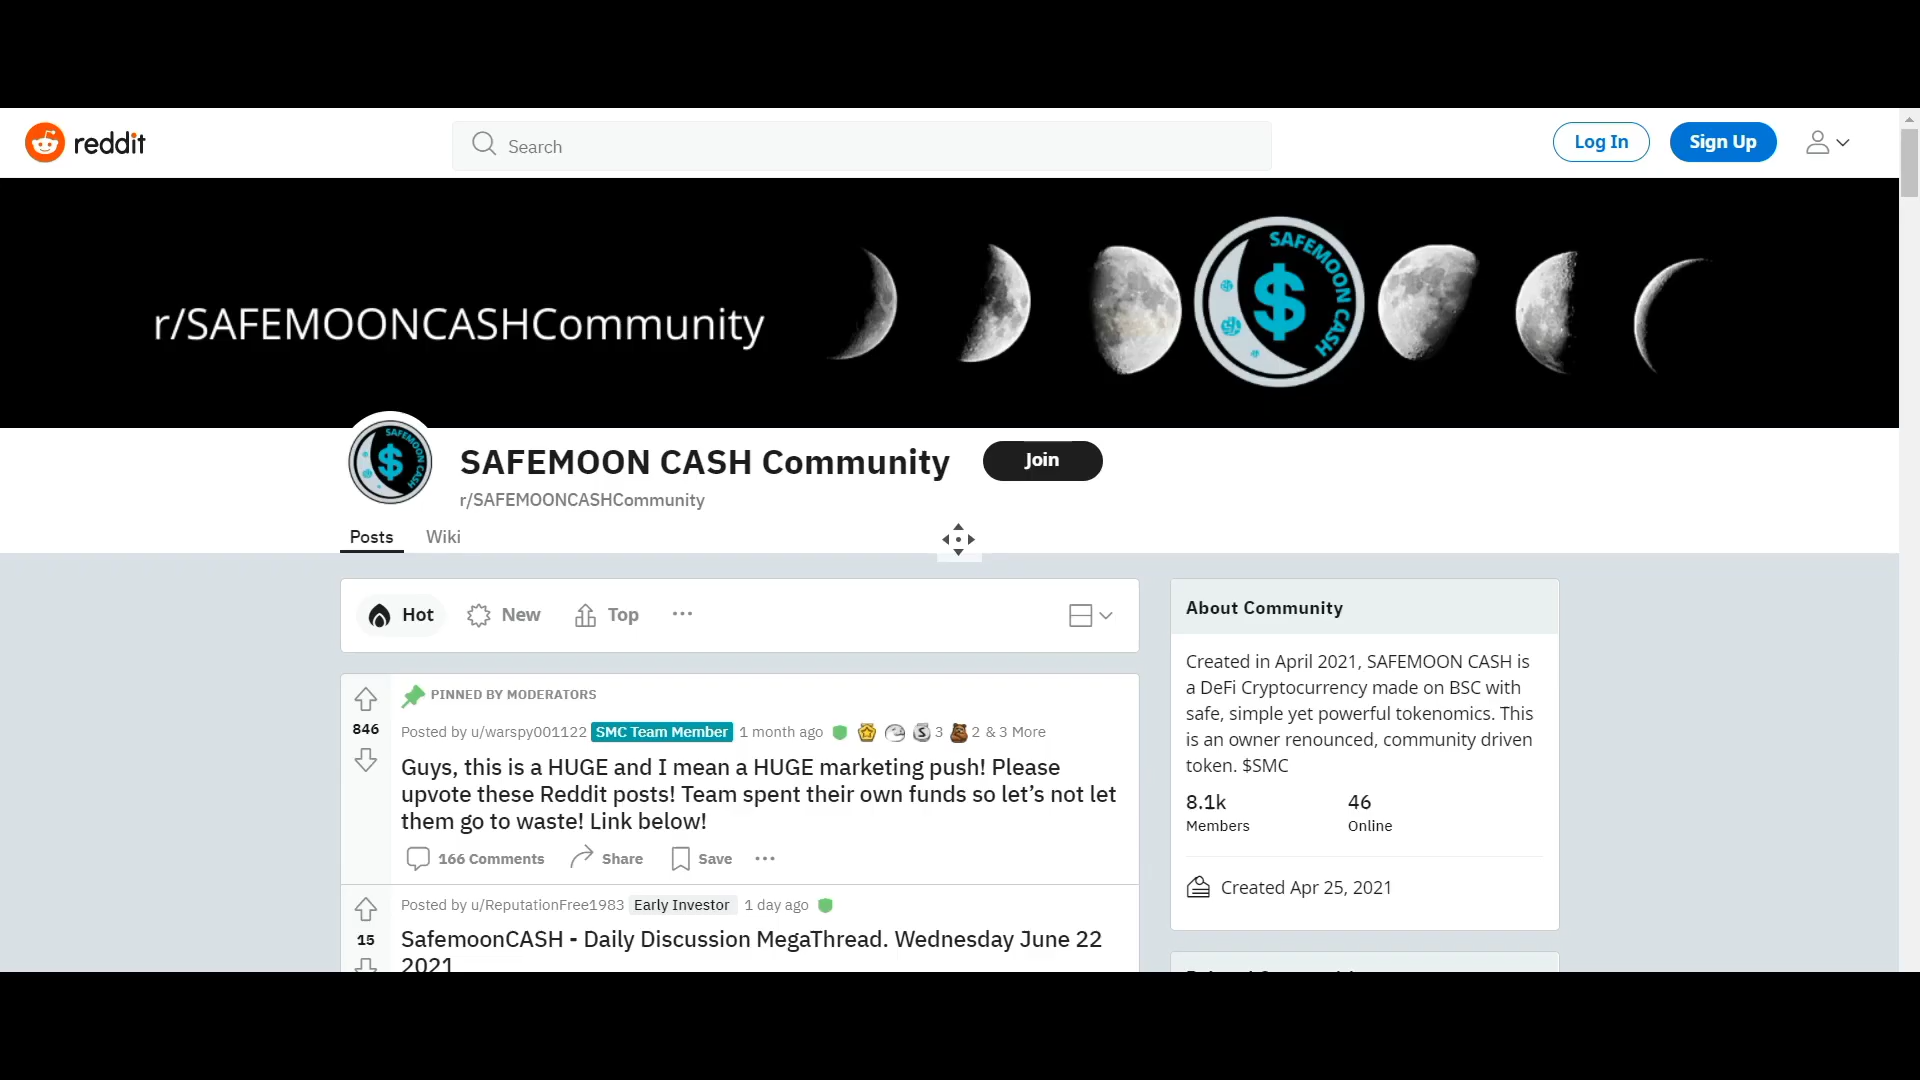 reddit
Search
Log In
Sign Up
r/SAFEMOONCASHCommunity
SAFEMOON CASH
$
SAFEMOON CASH
$
SAFEMOON CASH Community
Join
r/SAFEMOONCASHCommunity
Posts
Wiki
Hot
New
Top
PINNED BY MODERATORS
846
Posted by u/warspy001122 SMC Team Member 1 month ago 3 2 & 3 More
Guys, this is a HUGE and I mean a HUGE marketing push! Please
upvote these Reddit posts! Team spent their own funds so let’s not let
them go to waste! Link below!
166 Comments
Share
Save
Posted by u/ReputationFree1983 Early Investor 1 day ago
15
SafemoonCASH - Daily Discussion MegaThread. Wednesday June 22
2021
About Community
Created in April 2021, SAFEMOON CASH is
a DeFi Cryptocurrency made on BSC with
safe, simple yet powerful tokenomics. This
is an owner renounced, community driven
token. $SMC
8.1k
Members
46
Online
Created Apr 25, 2021